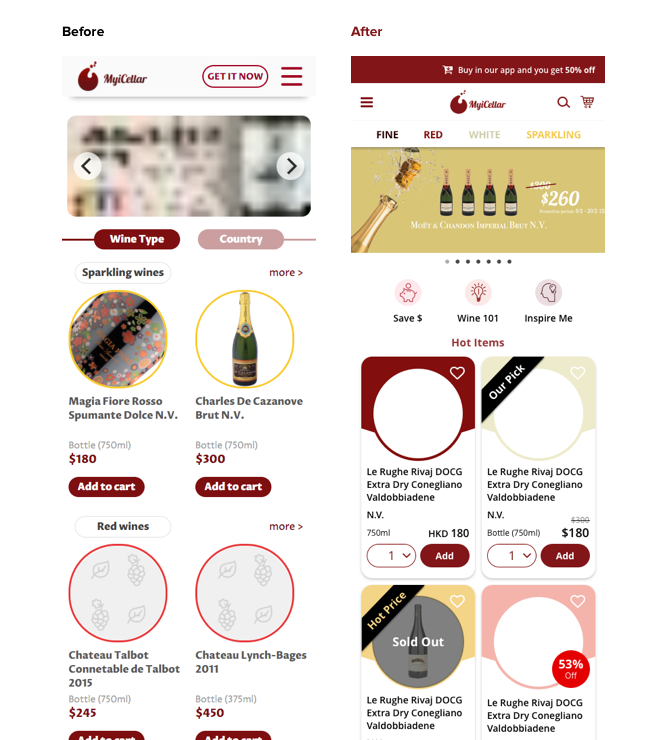 Before
MyiCellar
GET IT NOW
Wine Type
Country
Sparkling wines
more >
Magia Fiore Rosso
Spumante Dolce N.V.
Bottle (750ml)
$180
Add to cart
Charles De Cazanove
Brut N.V.
Bottle (750ml)
$300
Add to cart
Red wines
more >
Chateau Talbot
Connetable de Talbot
2015
Bottle (750ml)
$245
Add to cart
Chateau Lynch-Bages
2011
Bottle (375ml)
$450
Add to cart
After
Buy in our app and you get 50% off
MyiCellar
FINE
RED
WHITE
SPARKLING
$300
$260
Moët & Chandon Imperial Brut N.V.
Save $
Wine 101
Inspire Me
Hot Items
Le Rughe Rivaj DOCG
Extra Dry Conegliano
Valdobbiadene
N.V.
750ml
HKD 180
1
Add
Our Pick
Le Rughe Rivaj DOCG
Extra Dry Conegliano
Valdobbiadene
N.V.
$300
Bottle (750ml)
$180
1
Add
Hot Price
Sold Out
Le Rughe Rivaj DOCG
Extra Dry Conegliano
Valdobbiadene
53%
Off
Le Rughe Rivaj DOCG
Extra Dry Conegliano
Valdobbiadene